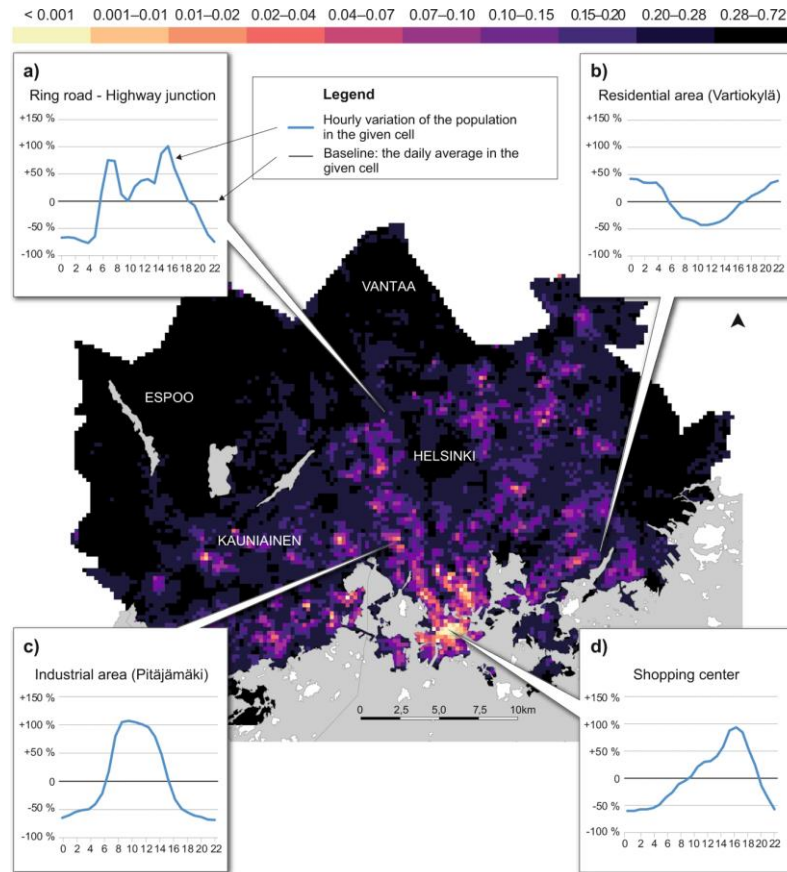 < 0.001 0.001–0.01 0.01–0.02 0.02–0.04 0.04–0.07 0.07–0.10 0.10–0.15 0.15–0.20 0.20–0.28 0.28–0.72
a)
Ring road - Highway junction
+150 %
+100 %
+50 %
0
-50 %
-100 %
0 2 4 6 8 10 12 14 16 18 20 22
Legend
Hourly variation of the population
in the given cell
Baseline: the daily average in the
given cell
b)
Residential area (Vartiokylä)
+150 %
+100 %
+50 %
0
-50 %
-100 %
0 2 4 6 8 10 12 14 16 18 20 22
VANTAA
ESPOO
HELSINKI
KAUNIAINEN
c)
Industrial area (Pitäjämäki)
+150 %
+100 %
+50 %
0
-50 %
-100 %
0 2 4 6 8 10 12 14 16 18 20 22
0 2,5 5 7,5 10km
d)
Shopping center
+150 %
+100 %
+50 %
0
-50 %
-100 %
0 2 4 6 8 10 12 14 16 18 20 22